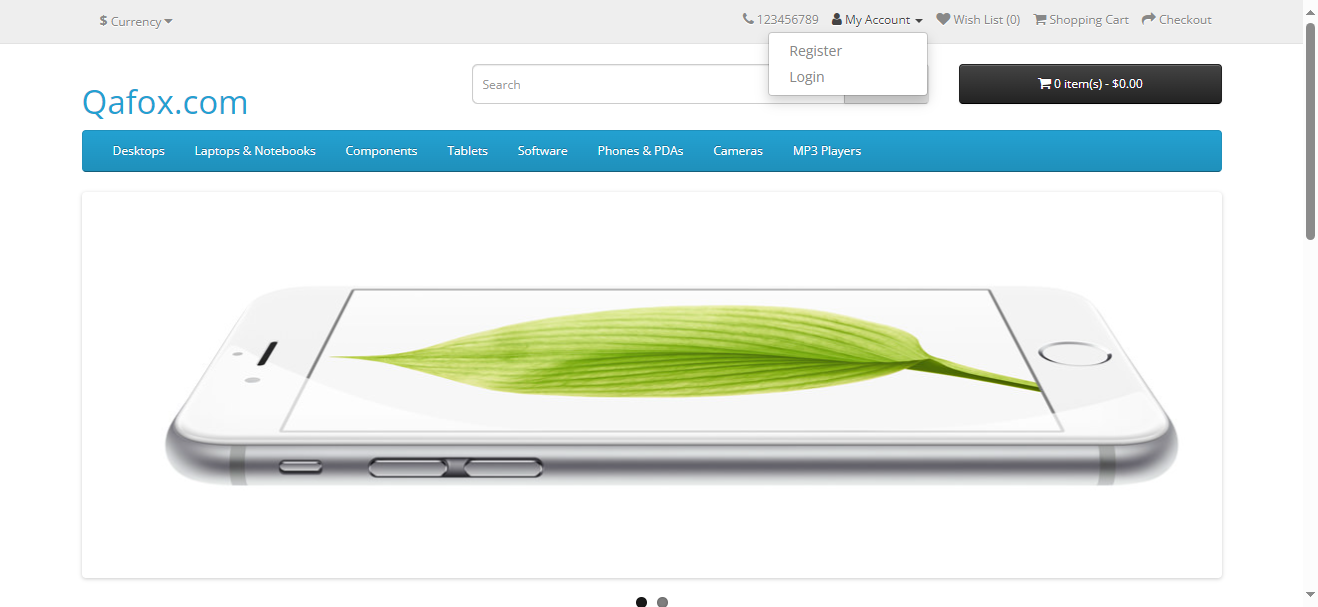 $ Currency
123456789 My Account Wish List (0) Shopping Cart Checkout
Register
Login
Qafox.com
Search
0 item(s) - $0.00
Desktops Laptops & Notebooks Components Tablets Software Phones & PDAs Cameras MP3 Players